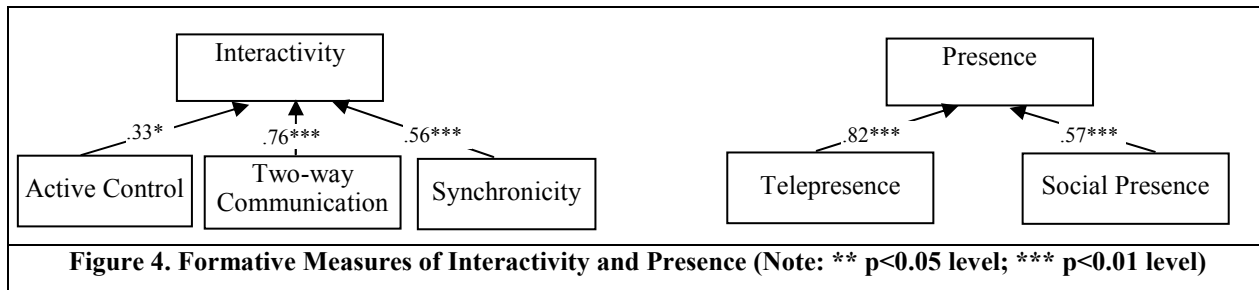 Interactivity
Presence
.33*
.76***
.56***
.82***
.57***
Active Control
Two-way
Communication
Synchronicity
Telepresence
Social Presence
Figure 4. Formative Measures of Interactivity and Presence (Note: ** p<0.05 level; *** p<0.01 level)